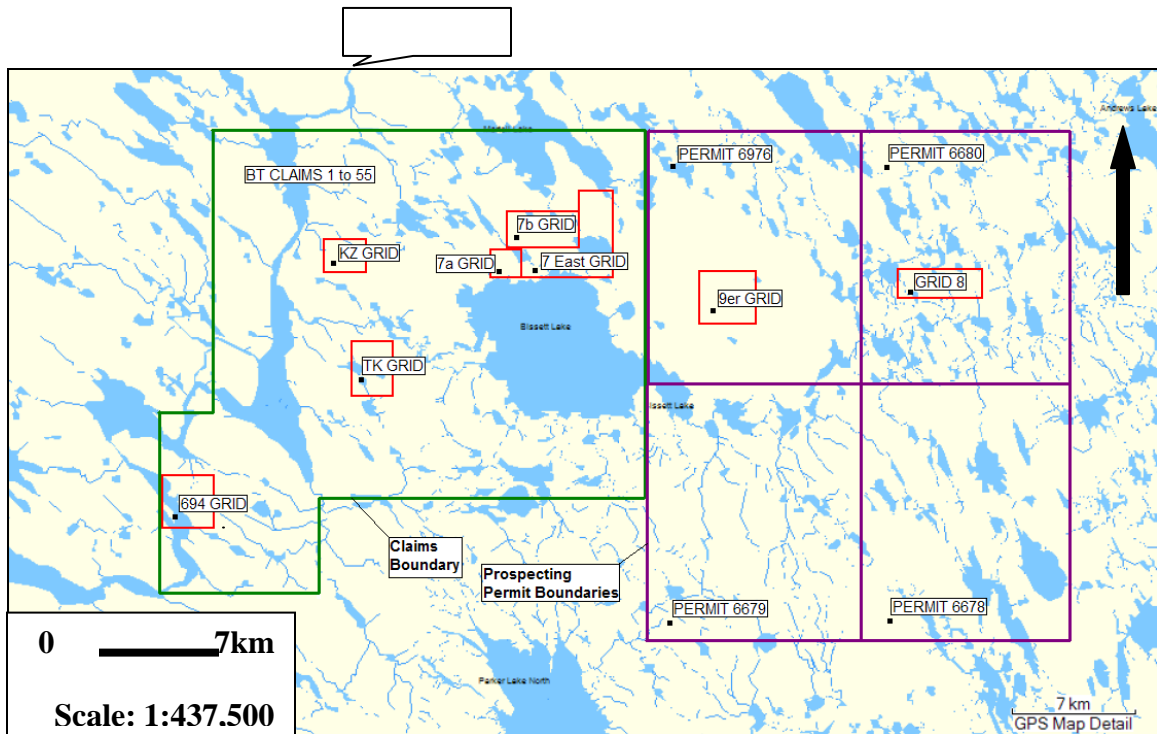 Andrews Lake
Mallet Lake
PERMIT 6976
PERMIT 6680
BT CLAIMS 1 to 55
7b GRID
KZ GRID
7a GRID
7 East GRID
GRID 8
9er GRID
Bissett Lake
TK GRID
issett Lake
694 GRID
Claims
Boundary
Prospecting
Permit Boundaries
PERMIT 6679
PERMIT 6678
0 7km
Parker Lake North
Scale: 1:437.500
7 km
GPS Map Detail